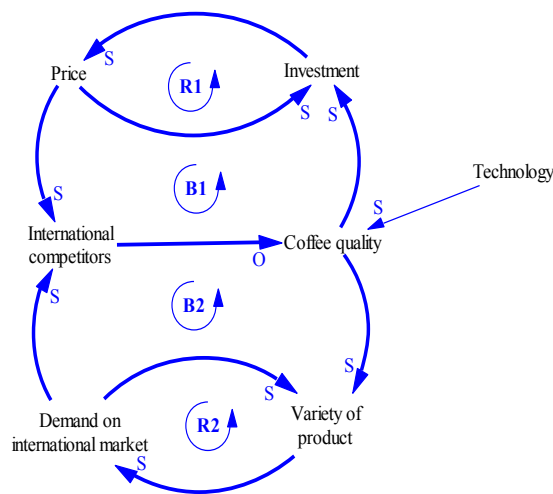 S
Price
Investment
R1
S
S
Technology
B1
S
S
International
competitors
Coffee quality
O
S
B2
S
S
Demand on
international market
R2
Variety of
product
S